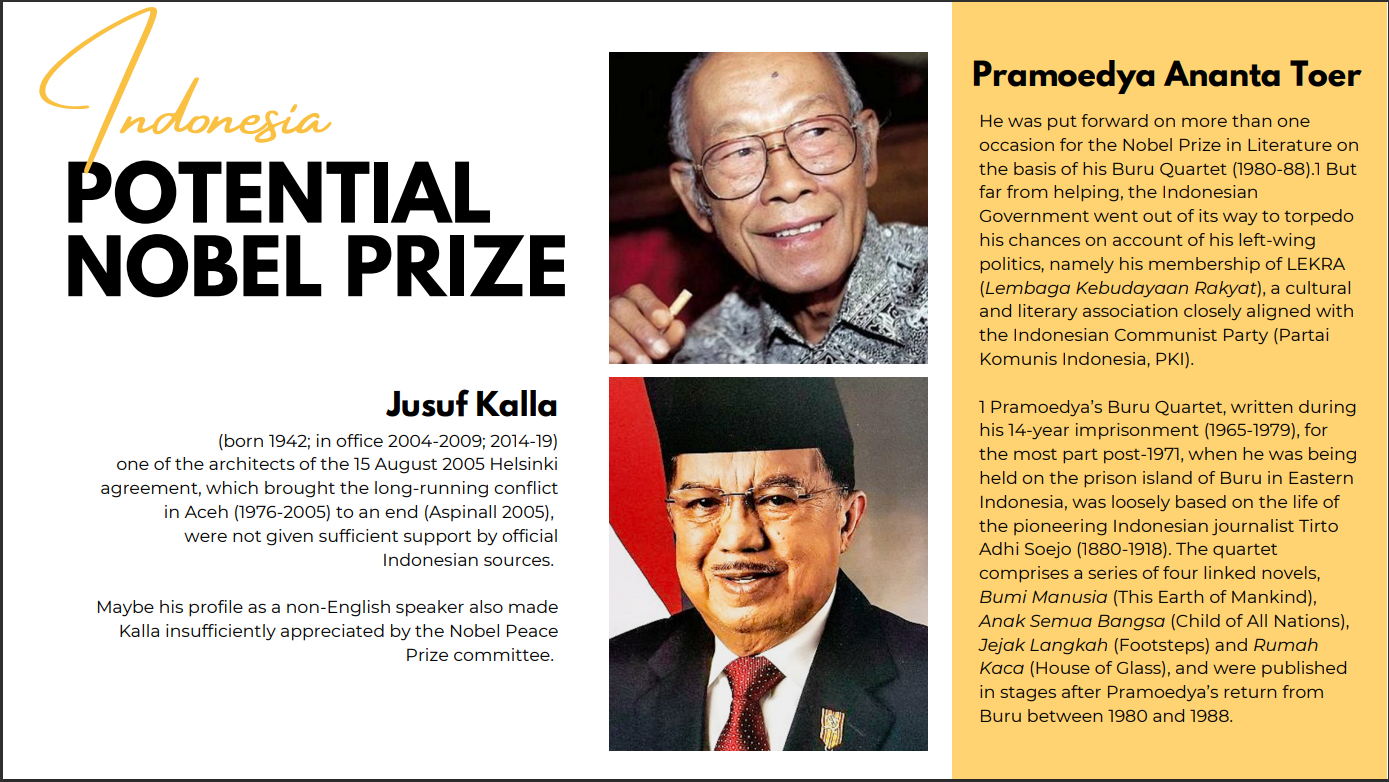 Indonesia
POTENTIAL
NOBEL PRIZE
Jusuf Kalla
(born 1942; in office 2004-2009; 2014-19)
one of the architects of the 15 August 2005 Helsinki
agreement, which brought the long-running conflict
in Aceh (1976-2005) to an end (Aspinall 2005),
were not given sufficient support by official
Indonesian sources.
Maybe his profile as a non-English speaker also made
Kalla insufficiently appreciated by the Nobel Peace
Prize committee.
Pramoedya Ananta Toer
He was put forward on more than one
occasion for the Nobel Prize in Literature on
the basis of his Buru Quartet (1980-88).1 But
far from helping, the Indonesian
Government went out of its way to torpedo
his chances on account of his left-wing
politics, namely his membership of LEKRA
(Lembaga Kebudayaan Rakyat), a cultural
and literary association closely aligned with
the Indonesian Communist Party (Partai
Komunis Indonesia, PKI).
1 Pramoedya’s Buru Quartet, written during
his 14-year imprisonment (1965-1979), for
the most part post-1971, when he was being
held on the prison island of Buru in Eastern
Indonesia, was loosely based on the life of
the pioneering Indonesian journalist Tirto
Adhi Soejo (1880-1918). The quartet
comprises a series of four linked novels,
Bumi Manusia (This Earth of Mankind),
Anak Semua Bangsa (Child of All Nations),
Jejak Langkah (Footsteps) and Rumah
Kaca (House of Glass), and were published
in stages after Pramoedya’s return from
Buru between 1980 and 1988.